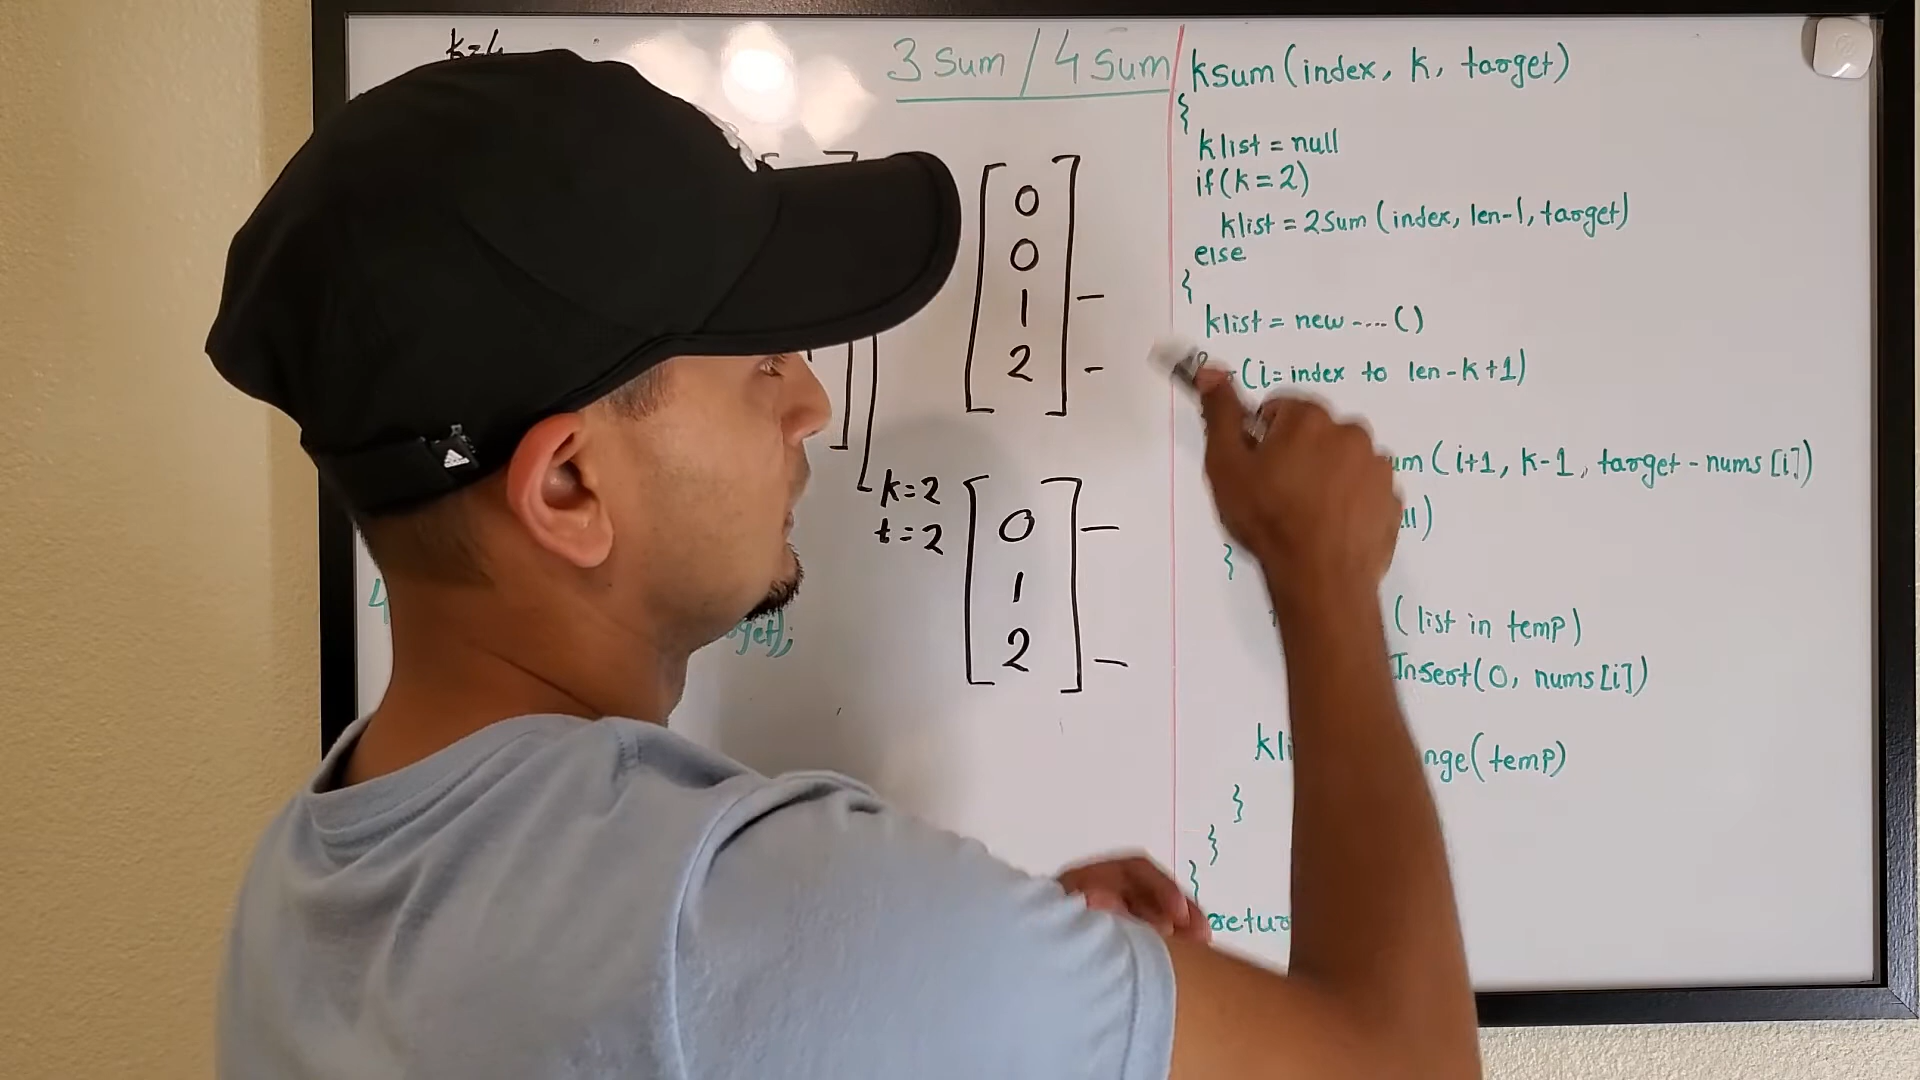 k=4
3 Sum / 4 Sum
0
0
1
2
k=2
t=2
0
1
2
ksum (index, k, target)
{
klist = null
if (k = 2)
klist = 2Sum (index, len-1, target)
else
{
klist = new ---- ()
(i = index to len-k+1)
um (i+1, k-1, target - nums [i])
ll)
}
(list in temp)
Insert(0, nums[i])
kli nge(temp)
}
}
}
retur
4
get);